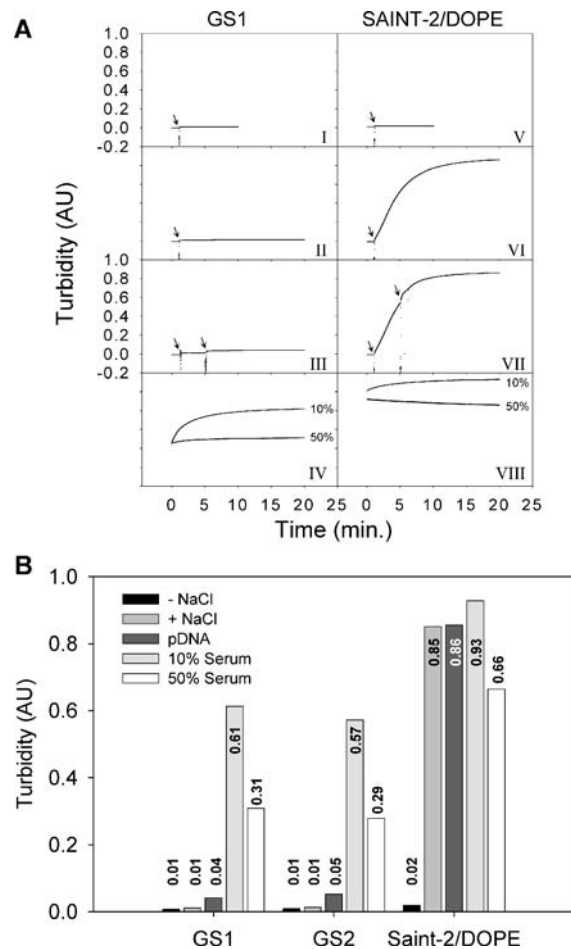 A
GS1 SAINT-2/DOPE
Turbidity (AU)
1.0
0.8
0.6
0.4
0.2
0.0
-0.2
I
V
II
VI
1.0
0.8
0.6
0.4
0.2
0.0
-0.2
III
VII
10%
50%
IV
10%
50%
VIII
0 5 10 15 20 25 0 5 10 15 20 25
Time (min.)
B
Turbidity (AU)
1.0
0.8
0.6
0.4
0.2
0.0
- NaCl
+ NaCl
pDNA
10% Serum
50% Serum
0.01 0.01 0.04 0.61 0.31
0.01 0.01 0.05 0.57 0.29
0.02 0.85 0.86 0.93 0.66
GS1 GS2 Saint-2/DOPE